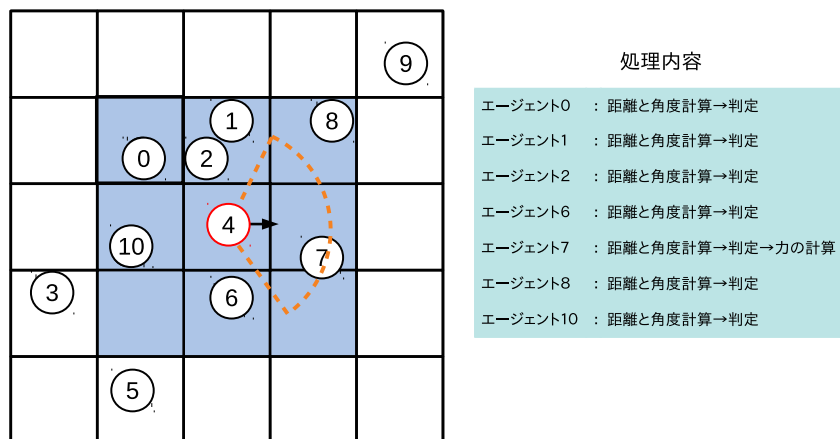 9
1
8
0
2
4
10
7
3
6
5
処理内容
エージェント0 : 距離と角度計算→判定
エージェント1 : 距離と角度計算→判定
エージェント2 : 距離と角度計算→判定
エージェント6 : 距離と角度計算→判定
エージェント7 : 距離と角度計算→判定→力の計算
エージェント8 : 距離と角度計算→判定
エージェント10 : 距離と角度計算→判定